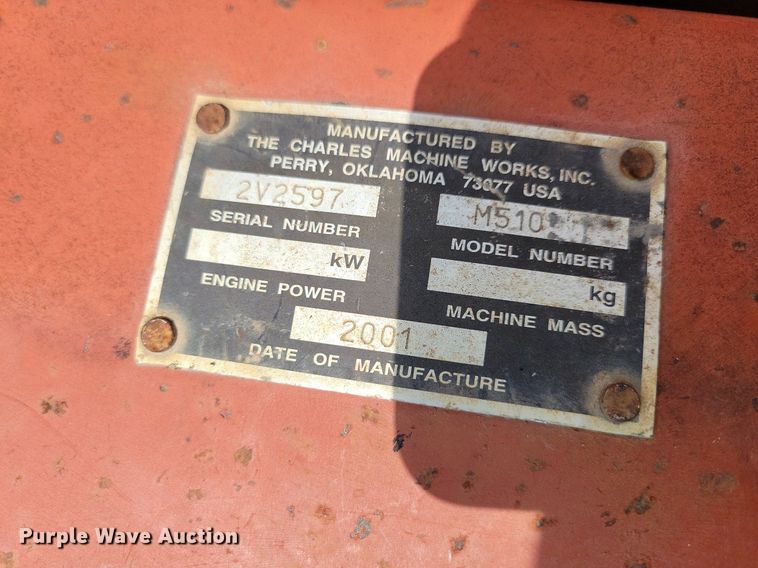 MANUFACTURED BY
THE CHARLES MACHINE WORKS, INC.
PERRY, OKLAHOMA 73077 USA
2V2597 M510
SERIAL NUMBER MODEL NUMBER
kW kg
ENGINE POWER MACHINE MASS
2001
DATE OF MANUFACTURE
Purple Wave Auction